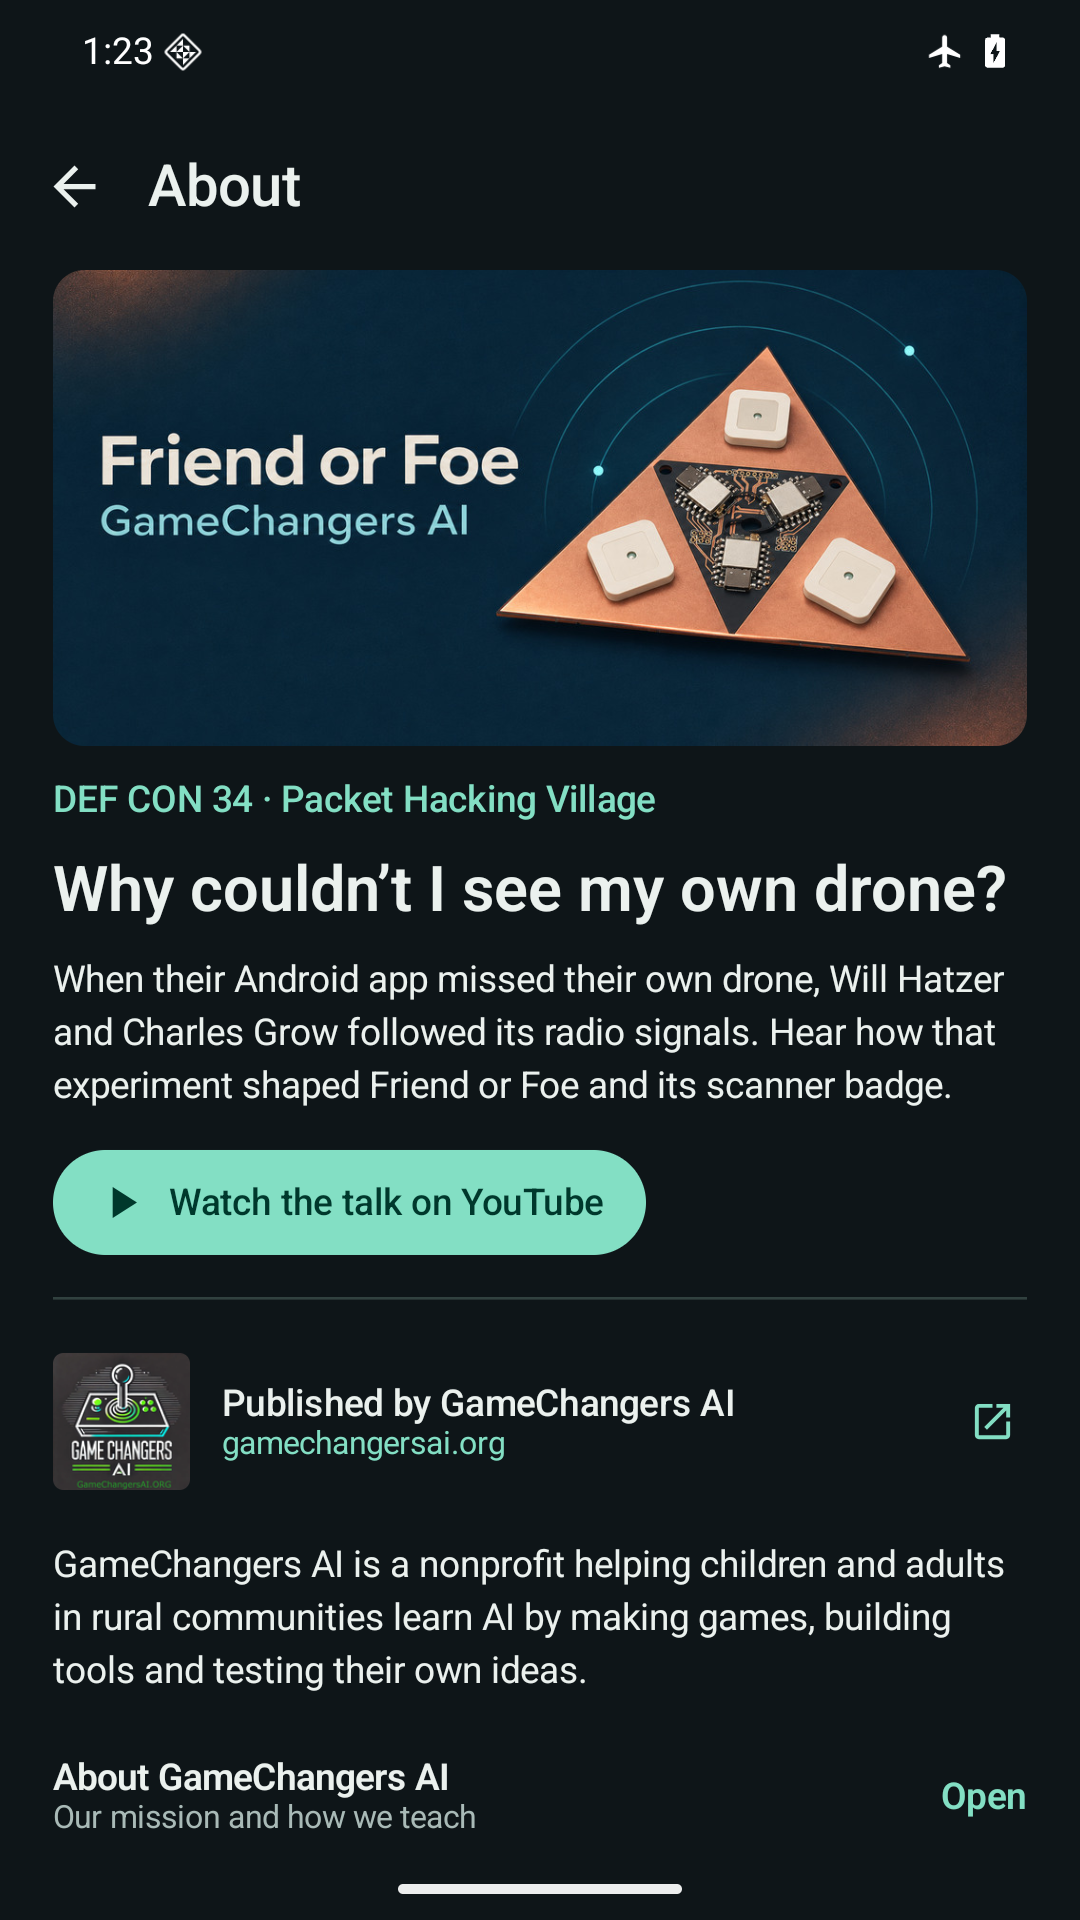 1:23
About
Friend or Foe
GameChangers AI
DEF CON 34 · Packet Hacking Village
Why couldn’t I see my own drone?
When their Android app missed their own drone, Will Hatzer
and Charles Grow followed its radio signals. Hear how that
experiment shaped Friend or Foe and its scanner badge.
Watch the talk on YouTube
GAME CHANGERS
AI
GameChangersAI.ORG
Published by GameChangers AI
gamechangersai.org
GameChangers AI is a nonprofit helping children and adults
in rural communities learn AI by making games, building
tools and testing their own ideas.
About GameChangers AI
Our mission and how we teach
Open